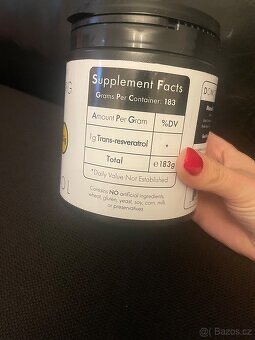 Supplement Facts
Grams Per Container: 183
Amount Per Gram %DV
1g Trans-resveratrol *
Total ℮183g
*Daily Value Not Established
Contains NO artificial ingredients,
wheat, gluten, yeast, soy, corn, milk
or preservatives.
© Bazos.cz